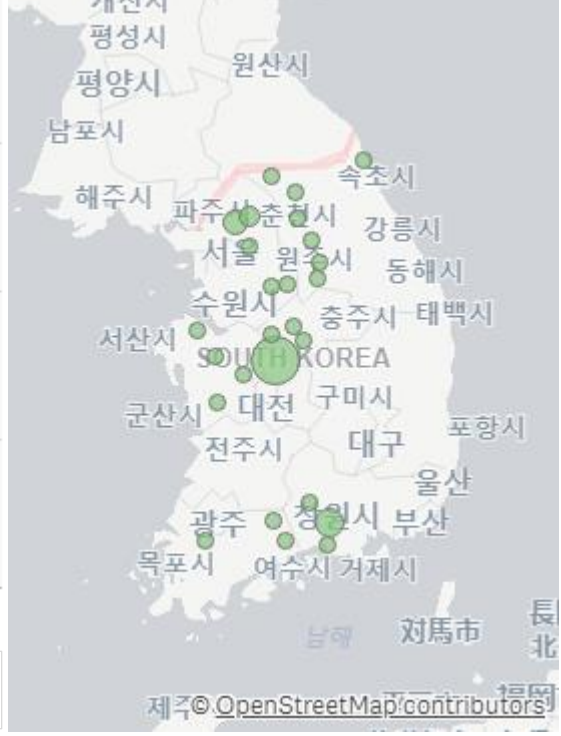 평성시
원산시
평양시
남포시
해주시
속초시
파주시
춘천시
강릉시
서울
원주시
동해시
수원시
충주시
태백시
서산시
SOUTH KOREA
군산시
대전
구미시
전주시
대구
포항시
울산
광주
창원시
부산
목포시
여수시
거제시
남해
対馬市
長
北
福岡
제주
© OpenStreetMap contributors